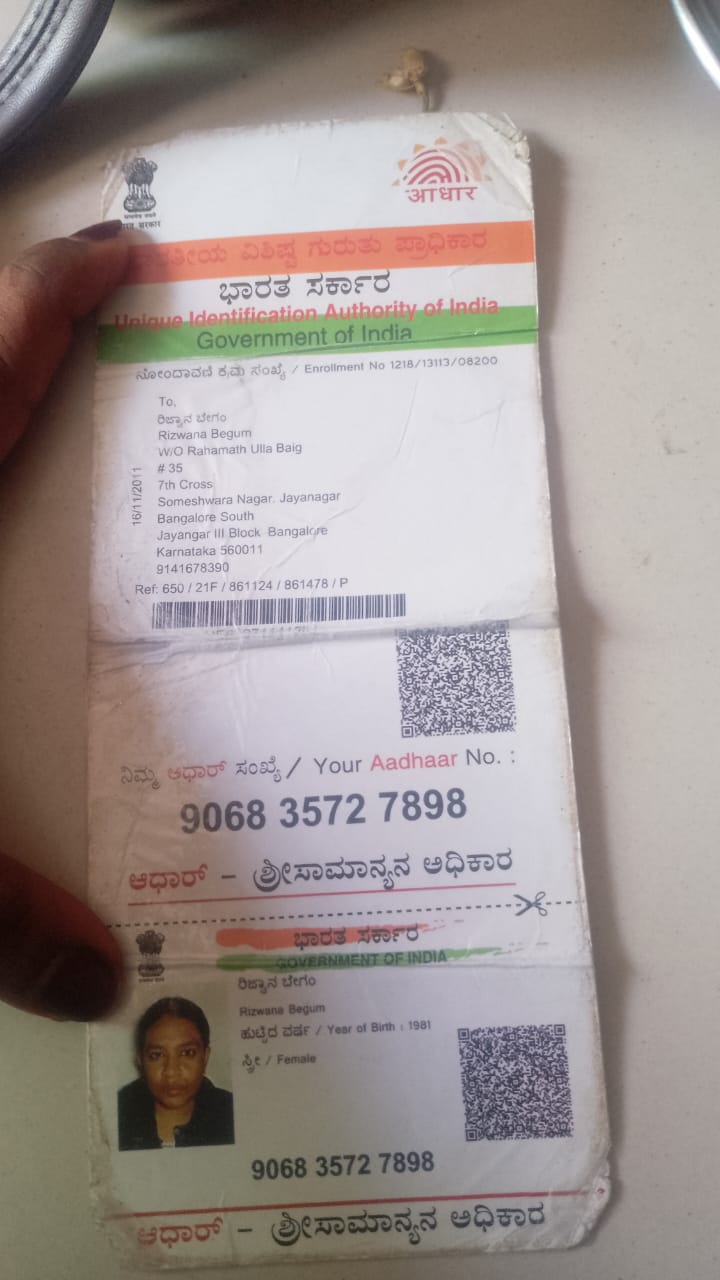 आधार
ಭಾರತೀಯ ವಿಶಿಷ್ಟ ಗುರುತು ಪ್ರಾಧಿಕಾರ
ಭಾರತ ಸರ್ಕಾರ
Unique Identification Authority of India
Government of India
ನೋಂದಾವಣಿ ಕ್ರಮ ಸಂಖ್ಯೆ / Enrollment No 1218/13113/08200
To,
ರಿಜ್ವಾನ ಬೇಗಂ
Rizwana Begum
W/O Rahamath Ulla Baig
# 35
7th Cross
Someshwara Nagar. Jayanagar
Bangalore South
Jayangar III Block Bangalore
Karnataka 560011
9141678390
16/11/2011
Ref: 650 / 21F / 861124 / 861478 / P
ನಿಮ್ಮ ಆಧಾರ್ ಸಂಖ್ಯೆ / Your Aadhaar No. :
9068 3572 7898
ಆಧಾರ್ – ಶ್ರೀಸಾಮಾನ್ಯನ ಅಧಿಕಾರ
ಭಾರತ ಸರ್ಕಾರ
GOVERNMENT OF INDIA
ರಿಜ್ವಾನ ಬೇಗಂ
Rizwana Begum
ಹುಟ್ಟಿದ ವರ್ಷ / Year of Birth : 1981
ಸ್ತ್ರೀ / Female
9068 3572 7898
ಆಧಾರ್ – ಶ್ರೀಸಾಮಾನ್ಯನ ಅಧಿಕಾರ